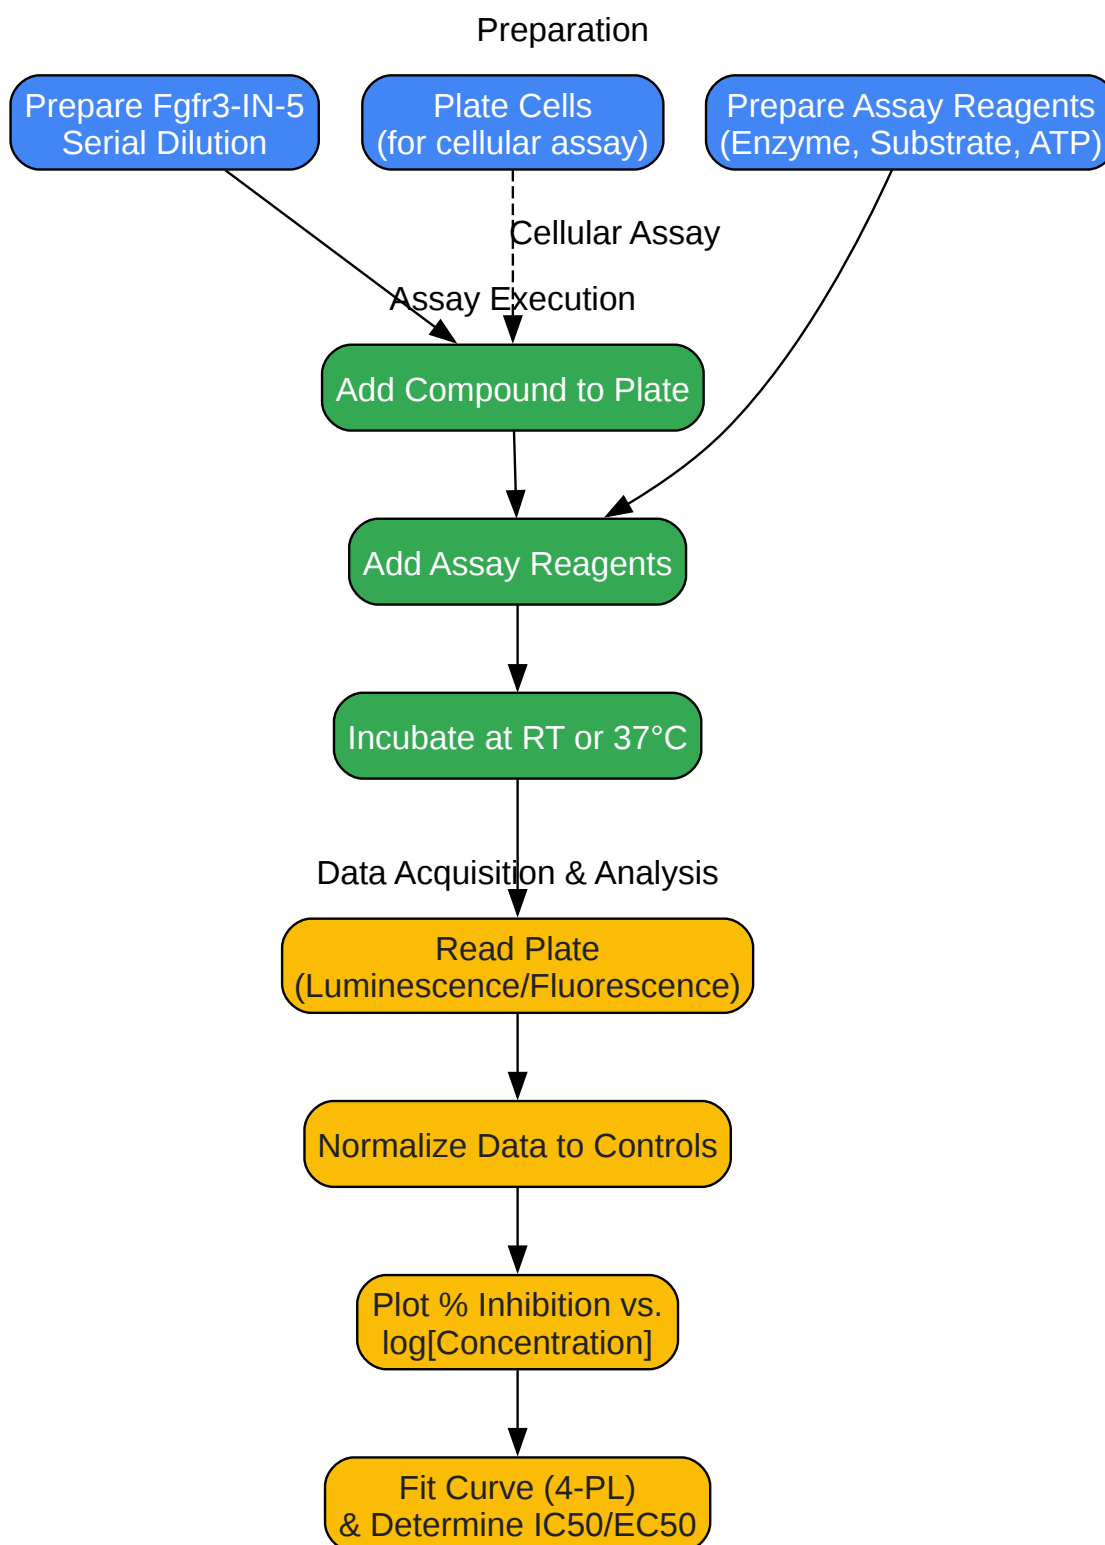 Preparation
Prepare Fgfr3-IN-5
Serial Dilution
Plate Cells
(for cellular assay)
Prepare Assay Reagents
(Enzyme, Substrate, ATP)
Cellular Assay
Assay Execution
Add Compound to Plate
Add Assay Reagents
Incubate at RT or 37°C
Data Acquisition & Analysis
Read Plate
(Luminescence/Fluorescence)
Normalize Data to Controls
Plot % Inhibition vs.
log[Concentration]
Fit Curve (4-PL)
& Determine IC50/EC50